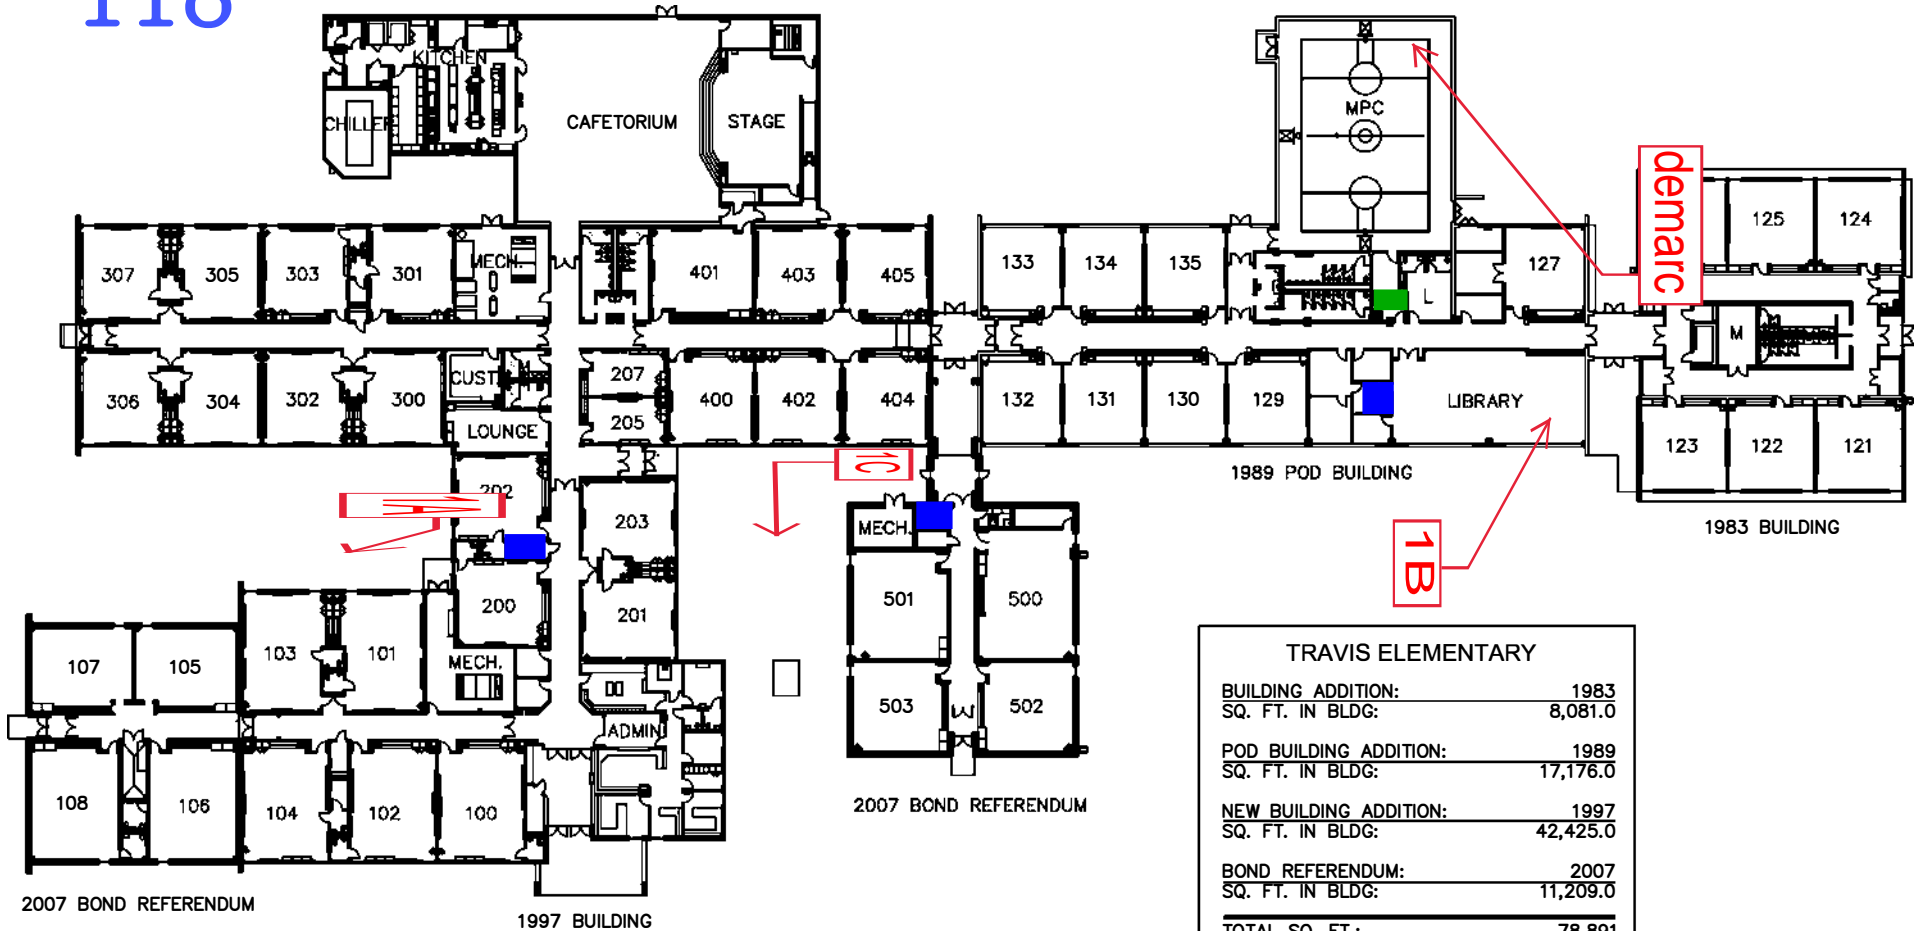 118
KITCHEN
CHILLER
CAFETORIUM
STAGE
MPC
demarc
125
124
307
305
303
301
MECH.
401
403
405
133
134
135
L
127
M
306
304
302
300
CUST.
LOUNGE
207
205
400
402
404
132
131
130
129
LIBRARY
123
122
121
1989 POD BUILDING
1983 BUILDING
1C
1B
202
203
200
201
MECH.
501
500
503
502
2007 BOND REFERENDUM
107
105
103
101
MECH.
ADMIN
108
106
104
102
100
2007 BOND REFERENDUM
1997 BUILDING
TRAVIS ELEMENTARY
BUILDING ADDITION: 1983
SQ. FT. IN BLDG: 8,081.0
POD BUILDING ADDITION: 1989
SQ. FT. IN BLDG: 17,176.0
NEW BUILDING ADDITION: 1997
SQ. FT. IN BLDG: 42,425.0
BOND REFERENDUM: 2007
SQ. FT. IN BLDG: 11,209.0
TOTAL SQ. FT.: 78,891